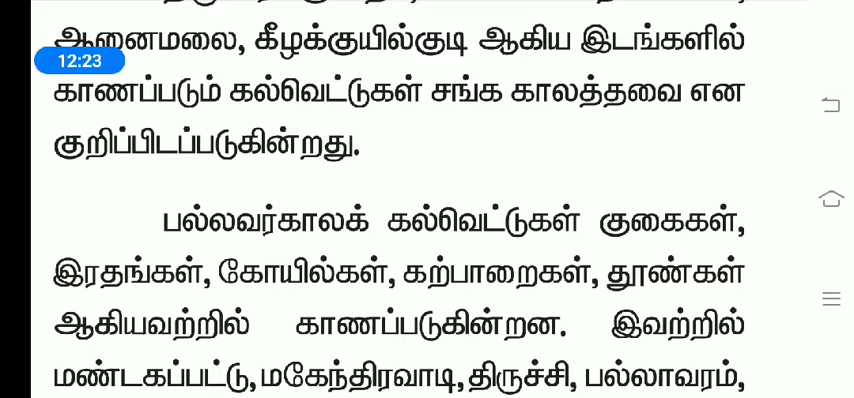 ஆனைமலை, கீழக்குயில்குடி ஆகிய இடங்களில்
12:23
காணப்படும் கல்வெட்டுகள் சங்க காலத்தவை என
குறிப்பிடப்படுகின்றது.
பல்லவர்காலக் கல்வெட்டுகள் குகைகள்,
இரதங்கள், கோயில்கள், கற்பாறைகள், தூண்கள்
ஆகியவற்றில் காணப்படுகின்றன. இவற்றில்
மண்டகப்பட்டு, மகேந்திரவாடி, திருச்சி, பல்லாவரம்,